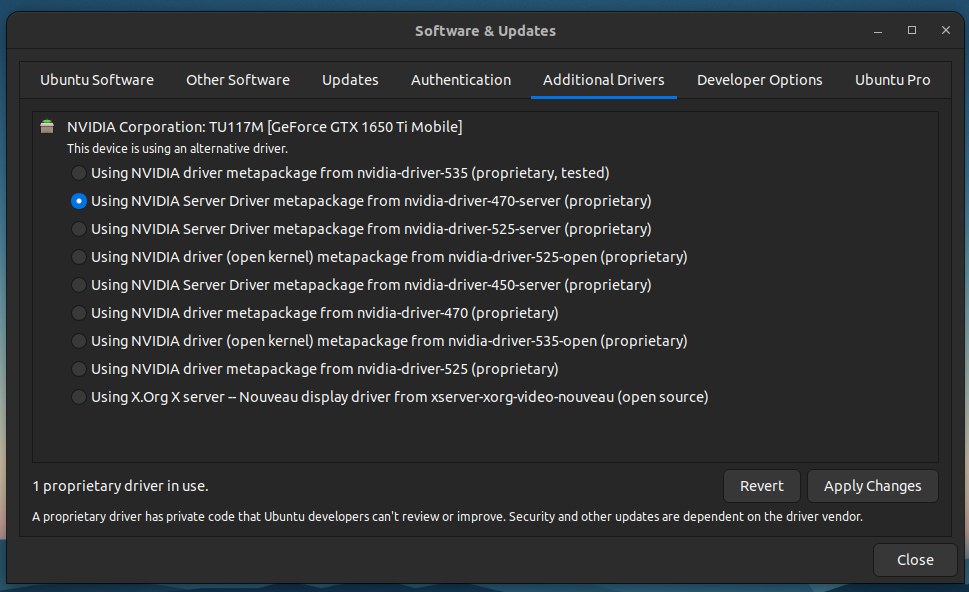 Software & Updates
Ubuntu Software Other Software Updates Authentication Additional Drivers Developer Options Ubuntu Pro
NVIDIA Corporation: TU117M [GeForce GTX 1650 Ti Mobile]
This device is using an alternative driver.
Using NVIDIA driver metapackage from nvidia-driver-535 (proprietary, tested)
Using NVIDIA Server Driver metapackage from nvidia-driver-470-server (proprietary)
Using NVIDIA Server Driver metapackage from nvidia-driver-525-server (proprietary)
Using NVIDIA driver (open kernel) metapackage from nvidia-driver-525-open (proprietary)
Using NVIDIA Server Driver metapackage from nvidia-driver-450-server (proprietary)
Using NVIDIA driver metapackage from nvidia-driver-470 (proprietary)
Using NVIDIA driver (open kernel) metapackage from nvidia-driver-535-open (proprietary)
Using NVIDIA driver metapackage from nvidia-driver-525 (proprietary)
Using X.Org X server -- Nouveau display driver from xserver-xorg-video-nouveau (open source)
1 proprietary driver in use. Revert Apply Changes
A proprietary driver has private code that Ubuntu developers can't review or improve. Security and other updates are dependent on the driver vendor.
Close